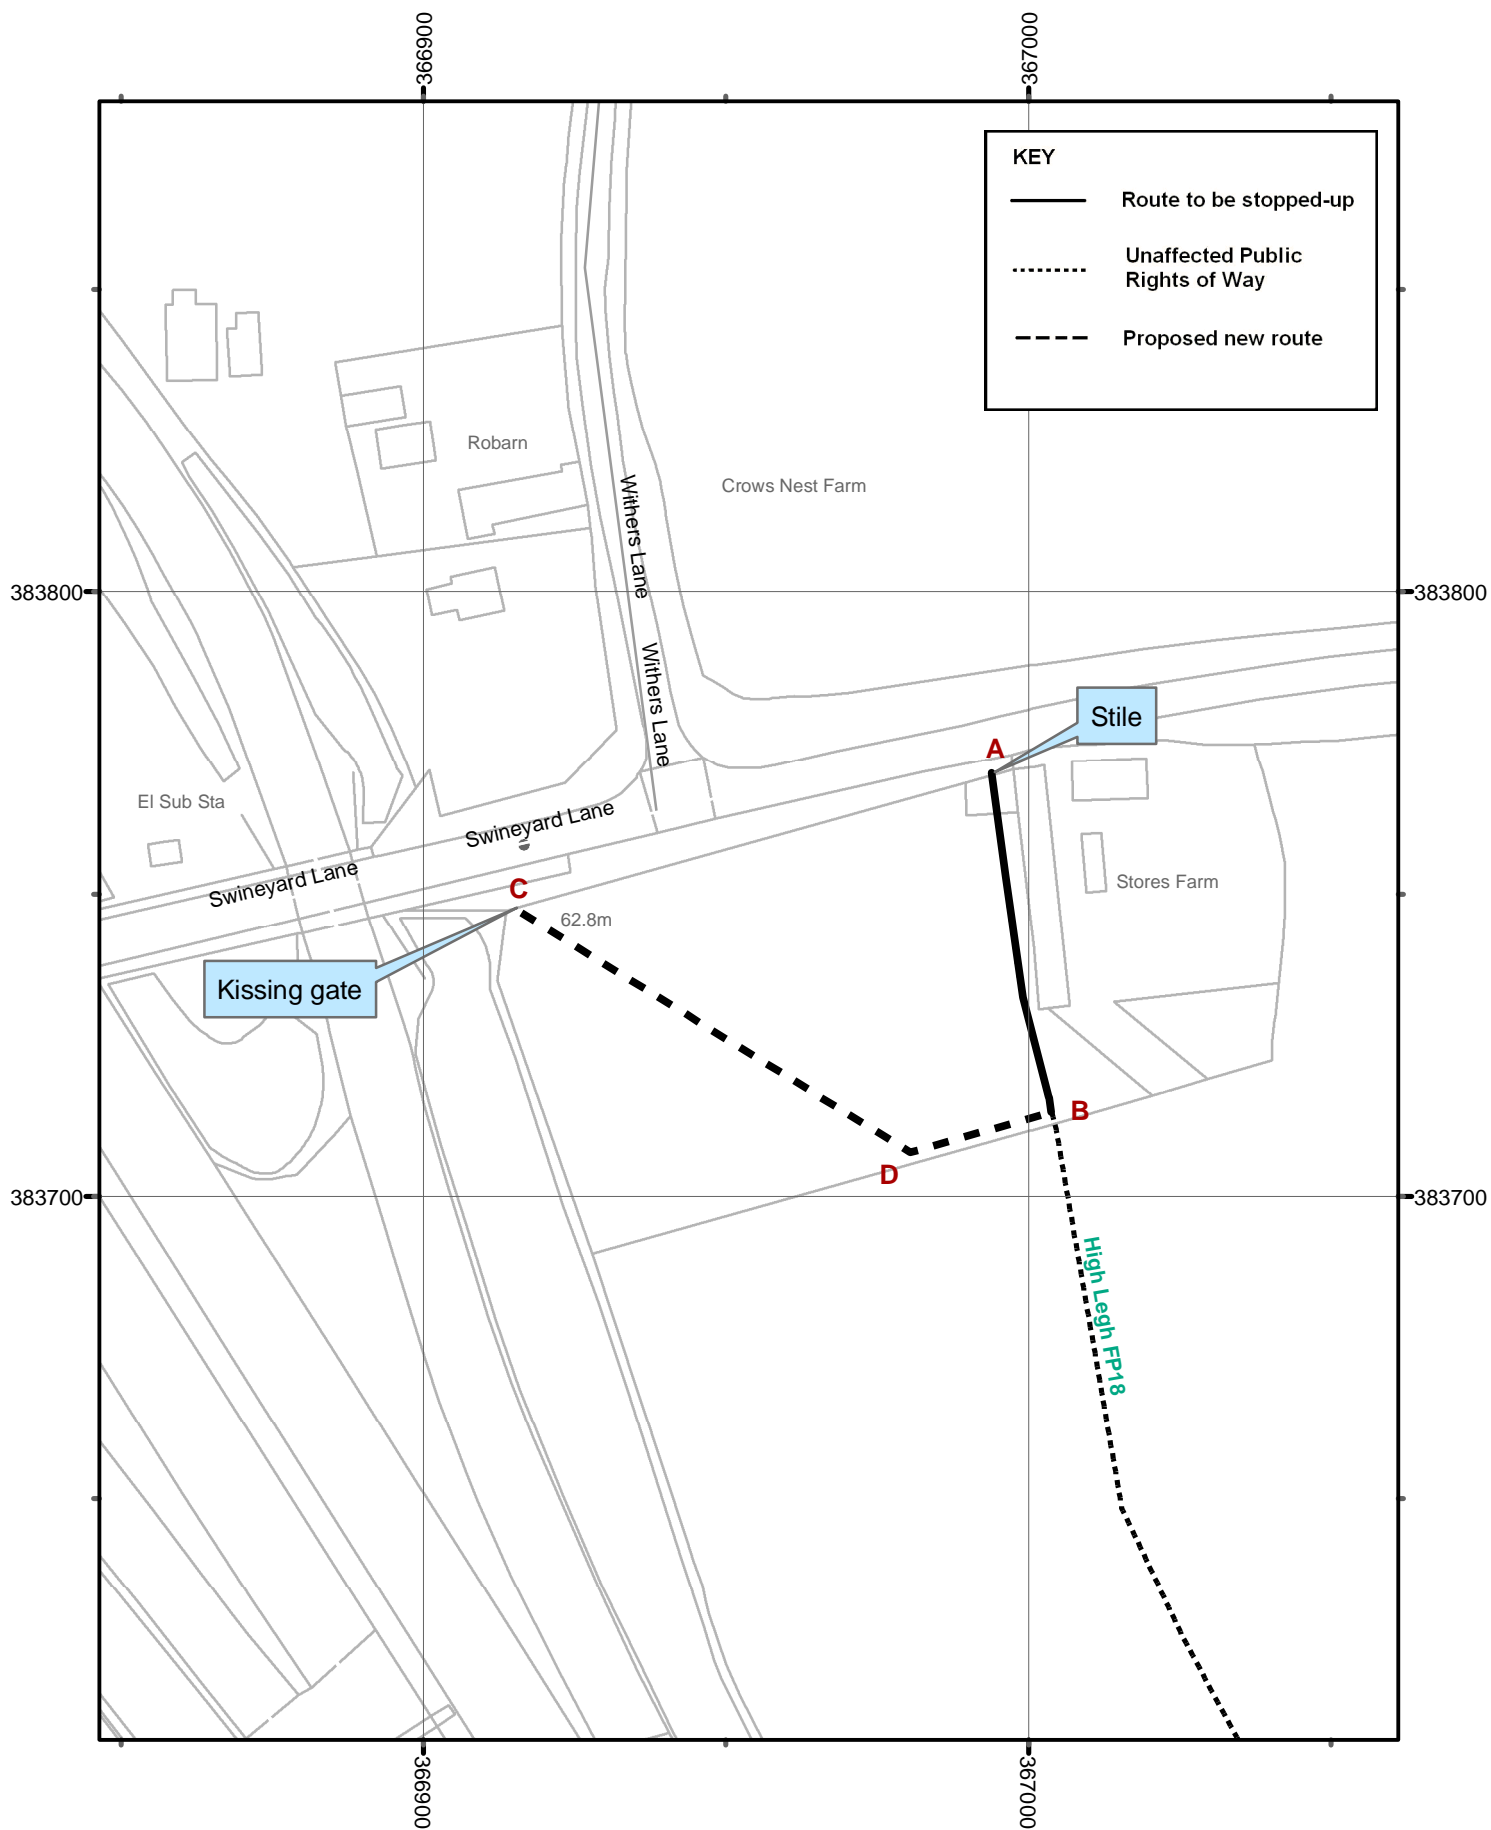 366900
367000
KEY
Route to be stopped-up
Unaffected Public
Rights of Way
Proposed new route
Robarn
Crows Nest Farm
Withers Lane
383800
383800
Withers Lane
Stile
A
El Sub Sta
Swineyard Lane
Swineyard Lane
Stores Farm
C
62.8m
Kissing gate
B
D
383700
383700
High Legh FP18
366900
367000